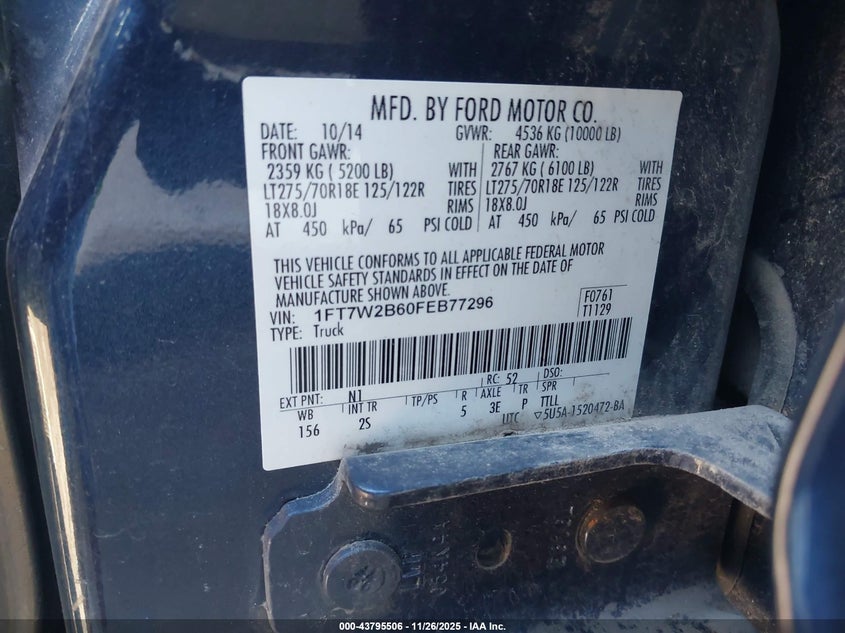 MFD. BY FORD MOTOR CO.
DATE: 10/14 GVWR: 4536 KG (10000 LB)
FRONT GAWR: REAR GAWR:
2359 KG ( 5200 LB) WITH 2767 KG ( 6100 LB) WITH
LT275/70R18E 125/122R TIRES LT275/70R18E 125/122R TIRES
18X8.0J RIMS 18X8.0J RIMS
AT 450 kPa/ 65 PSI COLD AT 450 kPa/ 65 PSI COLD
THIS VEHICLE CONFORMS TO ALL APPLICABLE FEDERAL MOTOR
VEHICLE SAFETY STANDARDS IN EFFECT ON THE DATE OF
MANUFACTURE SHOWN ABOVE.
VIN: 1FT7W2B60FEB77296 F0761
TYPE: Truck T1129
EXT PNT: N1 RC: 52 DSO:
WB INT TR TP/PS R AXLE TR SPR
156 2S 5 3E P TTLL
UTC ▽5U5A-1520472-BA
000-43795506 - 11/26/2025 - IAA Inc.